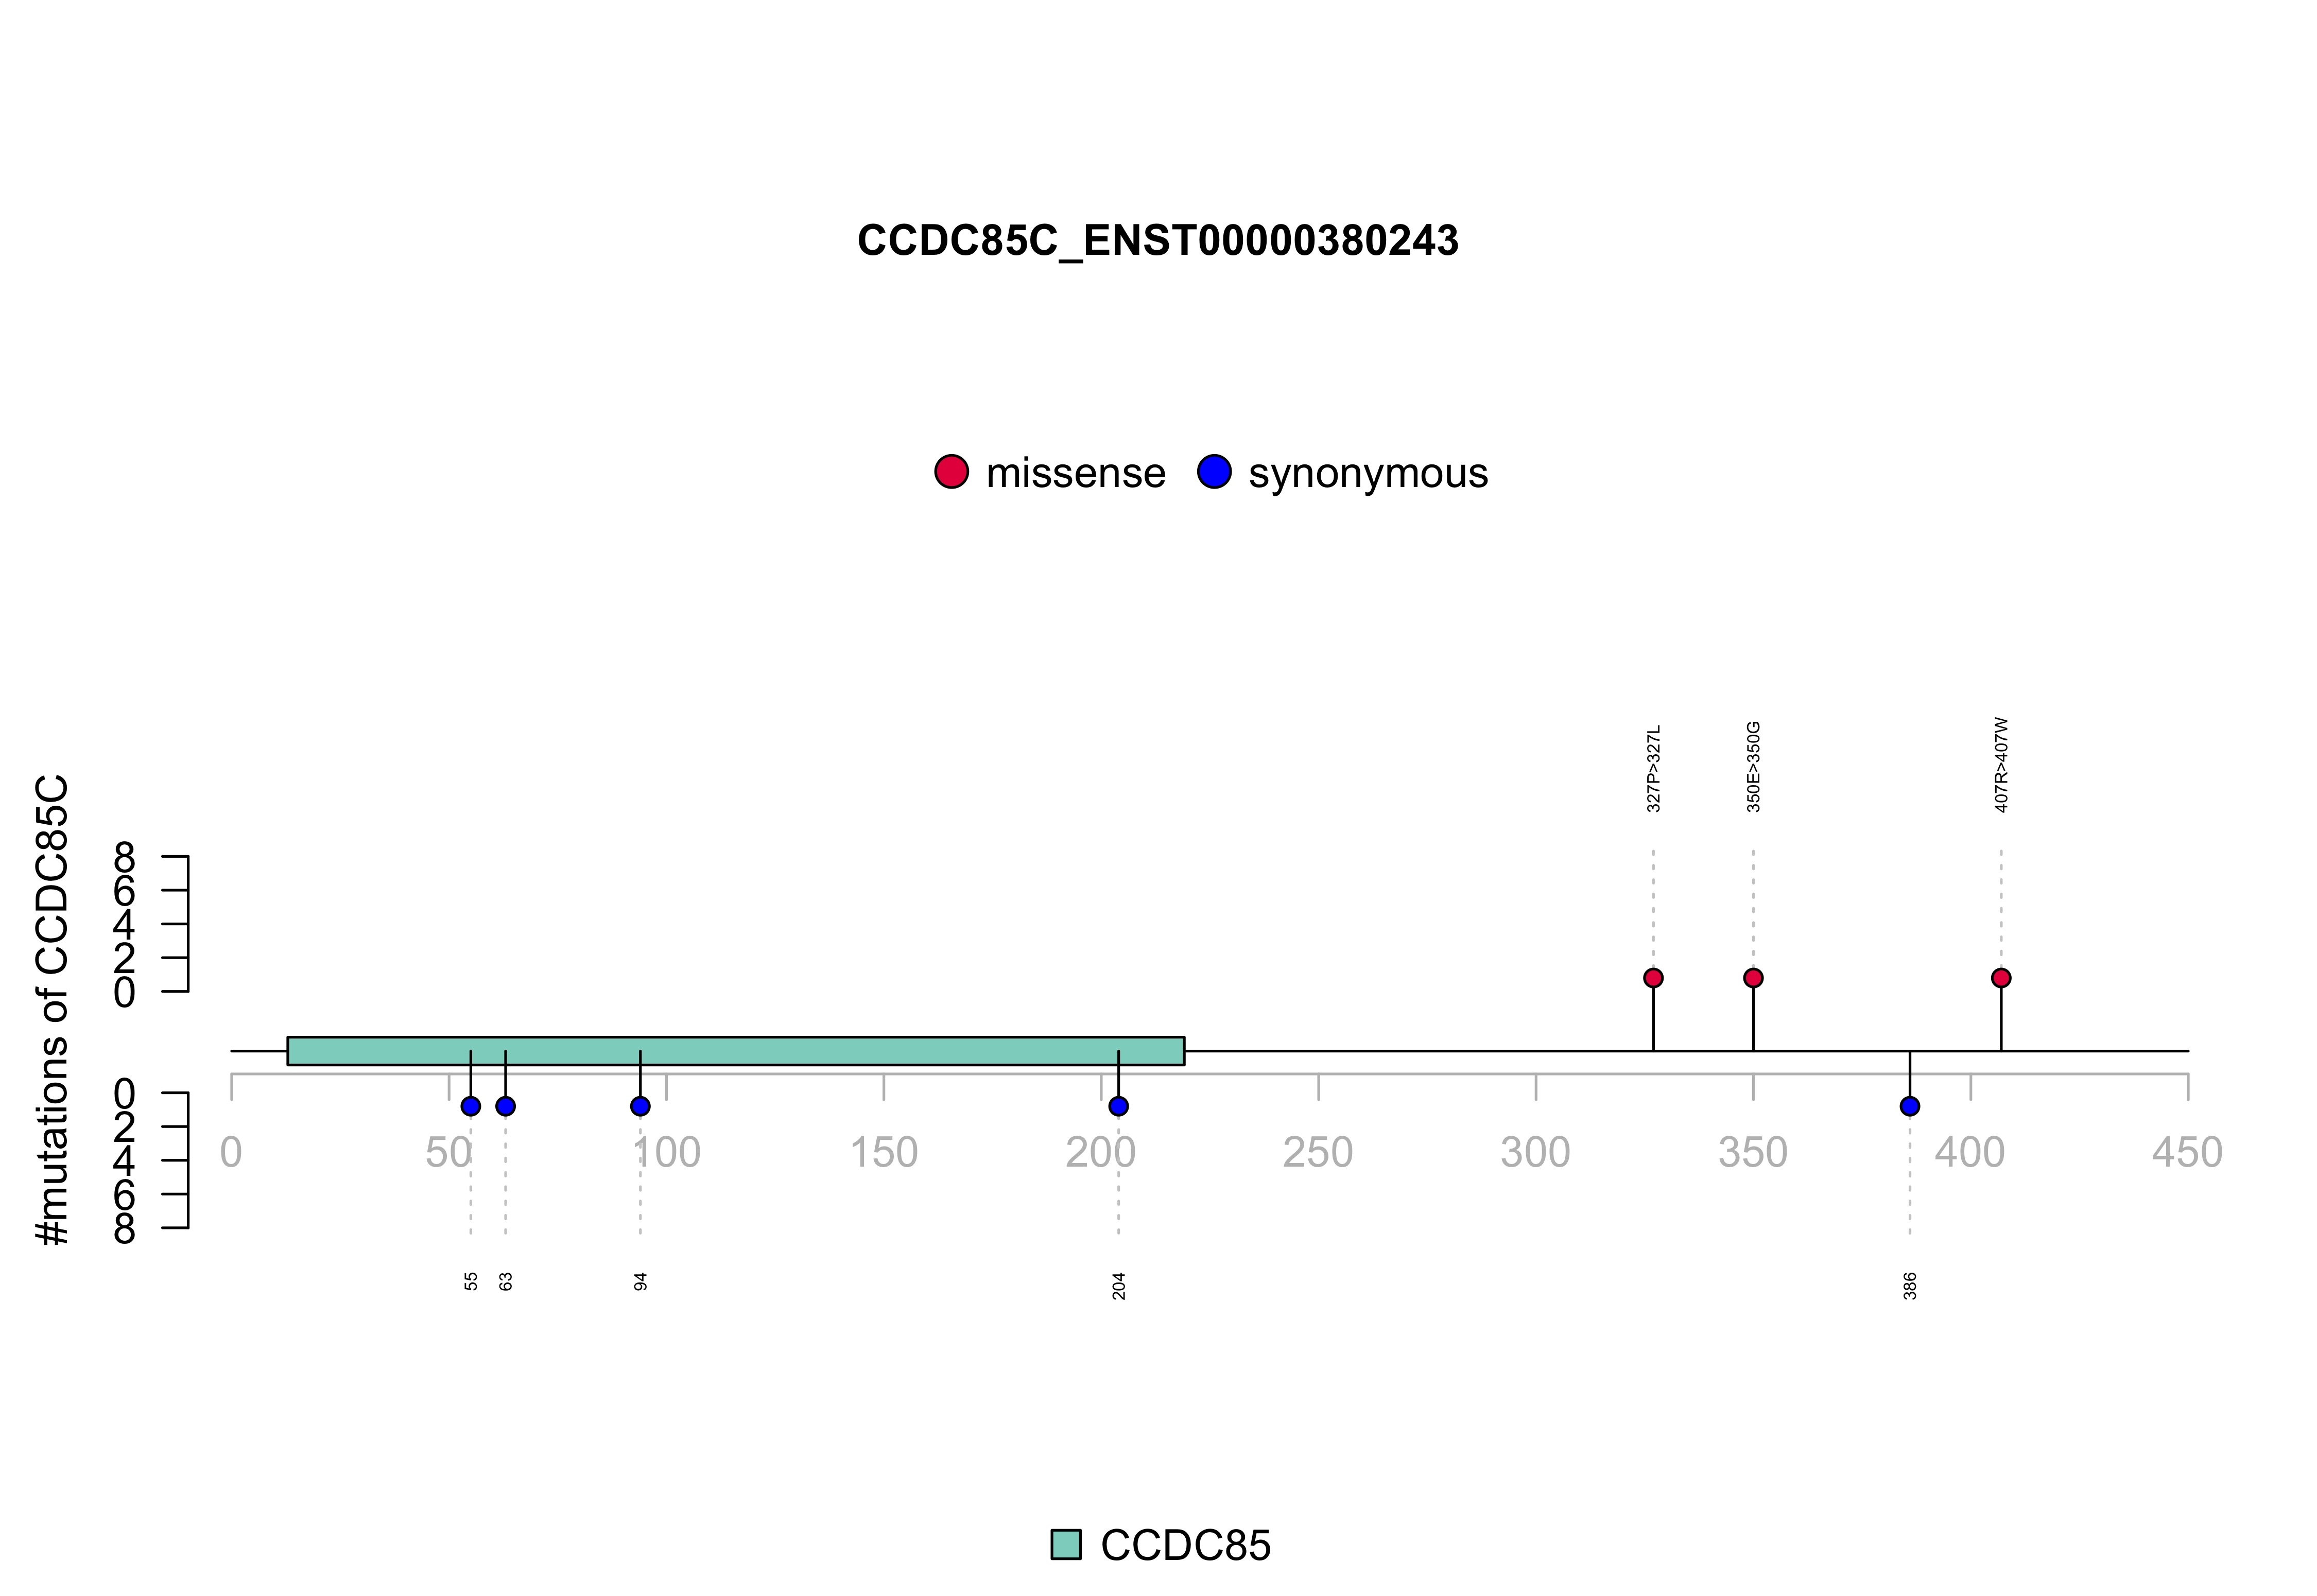 CCDC85C_ENST00000380243
missense synonymous
327P>327L 350E>350G 407R>407W
#mutations of CCDC85C
8
6
4
2
0
0
2
4
6
8
0 50 100 150 200 250 300 350 400 450
55 63 94 204 386
CCDC85